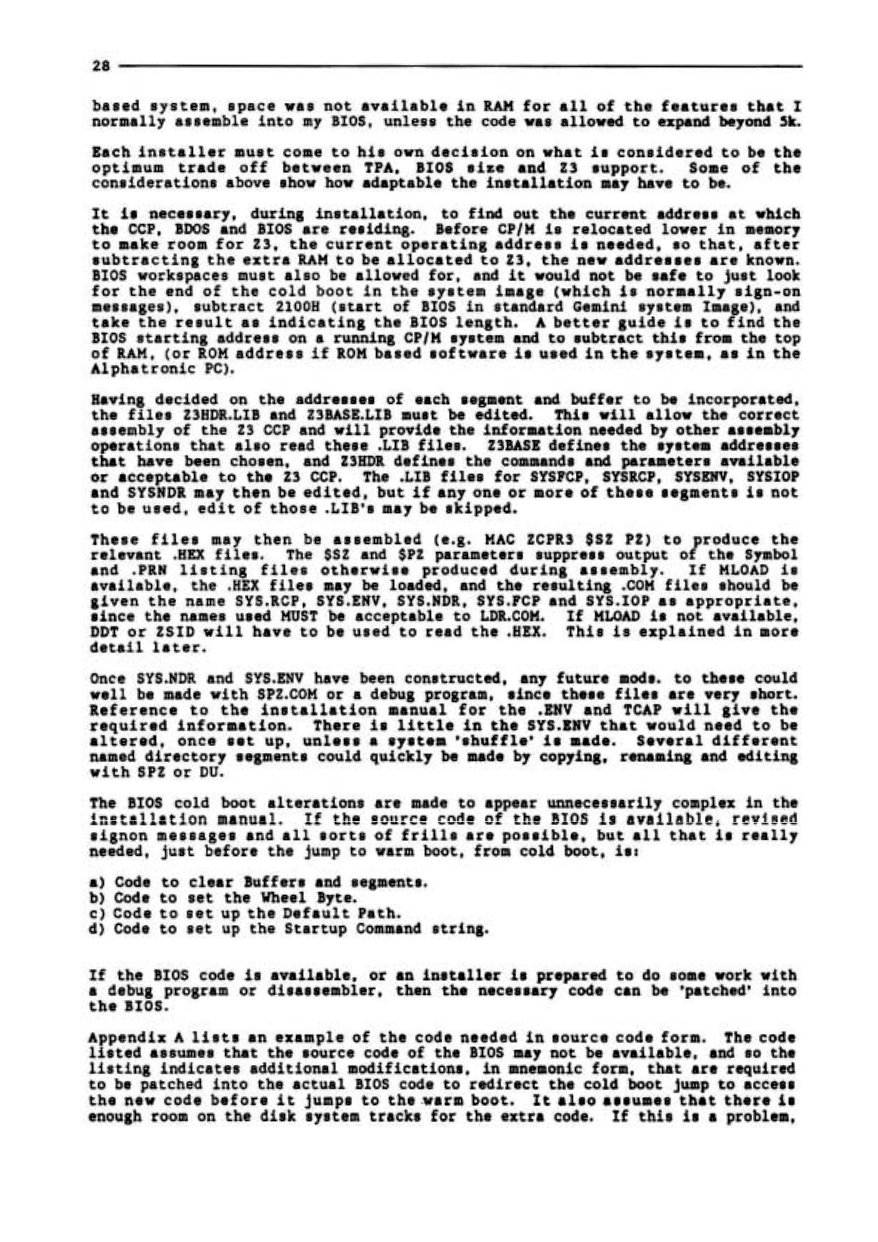 28
based system, space was not available in RAM for all of the features that I
normally assemble into my BIOS, unless the code was allowed to expand beyond 5k.
Each installer must come to his own decision on what is considered to be the
optimum trade off between TPA, BIOS size and Z3 support. Some of the
considerations above show how adaptable the installation may have to be.
It is necessary, during installation, to find out the current address at which
the CCP, BDOS and BIOS are residing. Before CP/M is relocated lower in memory
to make room for Z3, the current operating address is needed, so that, after
subtracting the extra RAM to be allocated to Z3, the new addresses are known.
BIOS workspaces must also be allowed for, and it would not be safe to just look
for the end of the cold boot in the system image (which is normally sign-on
messages), subtract 2100H (start of BIOS in standard Gemini system Image), and
take the result as indicating the BIOS length. A better guide is to find the
BIOS starting address on a running CP/M system and to subtract this from the top
of RAM, (or ROM address if ROM based software is used in the system, as in the
Alphatronic PC).
Having decided on the addresses of each segment and buffer to be incorporated,
the files Z3HDR.LIB and Z3BASE.LIB must be edited. This will allow the correct
assembly of the Z3 CCP and will provide the information needed by other assembly
operations that also read these .LIB files. Z3BASE defines the system addresses
that have been chosen, and Z3HDR defines the commands and parameters available
or acceptable to the Z3 CCP. The .LIB files for SYSFCP, SYSRCP, SYSENV, SYSIOP
and SYSNDR may then be edited, but if any one or more of these segments is not
to be used, edit of those .LIB's may be skipped.
These files may then be assembled (e.g. MAC ZCPR3 $SZ PZ) to produce the
relevant .HEX files. The $SZ and $PZ parameters suppress output of the Symbol
and .PRN listing files otherwise produced during assembly. If MLOAD is
available, the .HEX files may be loaded, and the resulting .COM files should be
given the name SYS.RCP, SYS.ENV, SYS.NDR, SYS.FCP and SYS.IOP as appropriate,
since the names used MUST be acceptable to LDR.COM. If MLOAD is not available,
DDT or ZSID will have to be used to read the .HEX. This is explained in more
detail later.
Once SYS.NDR and SYS.ENV have been constructed, any future mods. to these could
well be made with SPZ.COM or a debug program, since these files are very short.
Reference to the installation manual for the .ENV and TCAP will give the
required information. There is little in the SYS.ENV that would need to be
altered, once set up, unless a system 'shuffle' is made. Several different
named directory segments could quickly be made by copying, renaming and editing
with SPZ or DU.
The BIOS cold boot alterations are made to appear unnecessarily complex in the
installation manual. If the source code of the BIOS is available, revised
signon messages and all sorts of frills are possible, but all that is really
needed, just before the jump to warm boot, from cold boot, is:
a) Code to clear Buffers and segments.
b) Code to set the Wheel Byte.
c) Code to set up the Default Path.
d) Code to set up the Startup Command string.
If the BIOS code is available, or an installer is prepared to do some work with
a debug program or disassembler, then the necessary code can be 'patched' into
the BIOS.
Appendix A lists an example of the code needed in source code form. The code
listed assumes that the source code of the BIOS may not be available, and so the
listing indicates additional modifications, in mnemonic form, that are required
to be patched into the actual BIOS code to redirect the cold boot jump to access
the new code before it jumps to the warm boot. It also assumes that there is
enough room on the disk system tracks for the extra code. If this is a problem,